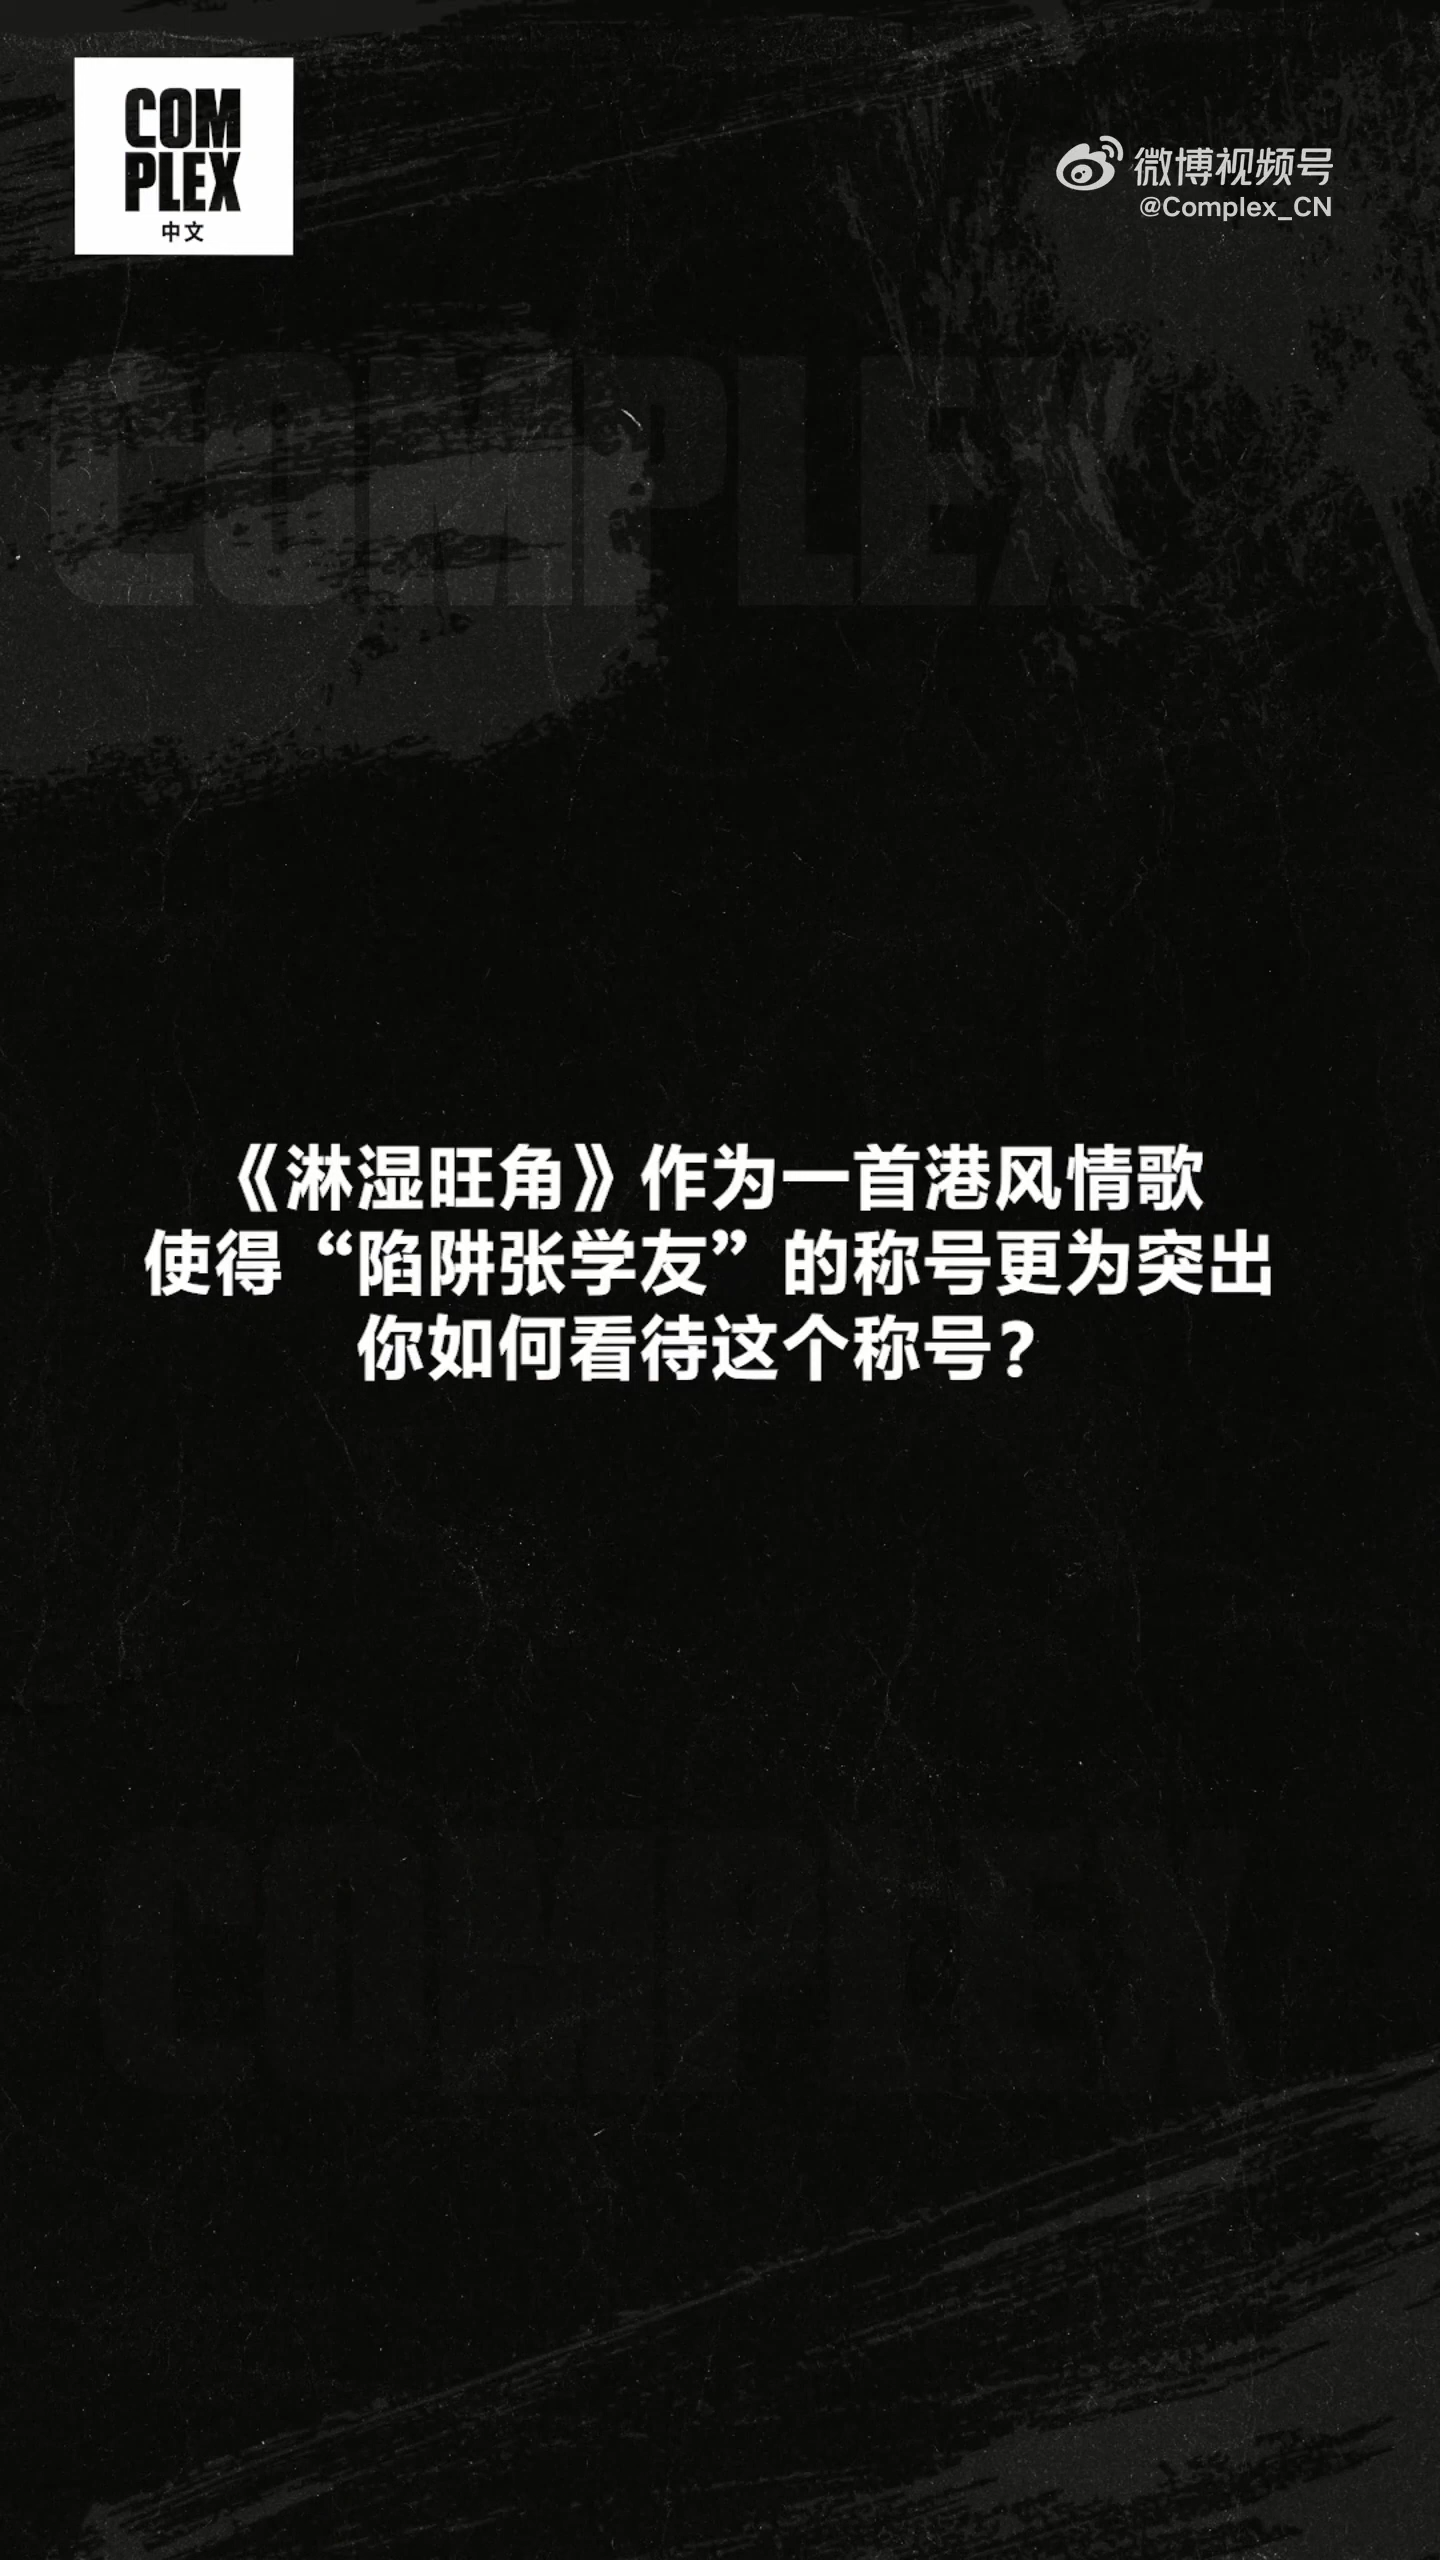 COM
PLEX
中文
微博视频号
@Complex_CN
COMPLEX
《淋湿旺角》作为一首港风情歌
使得“陷阱张学友”的称号更为突出
你如何看待这个称号？
COMPLEX